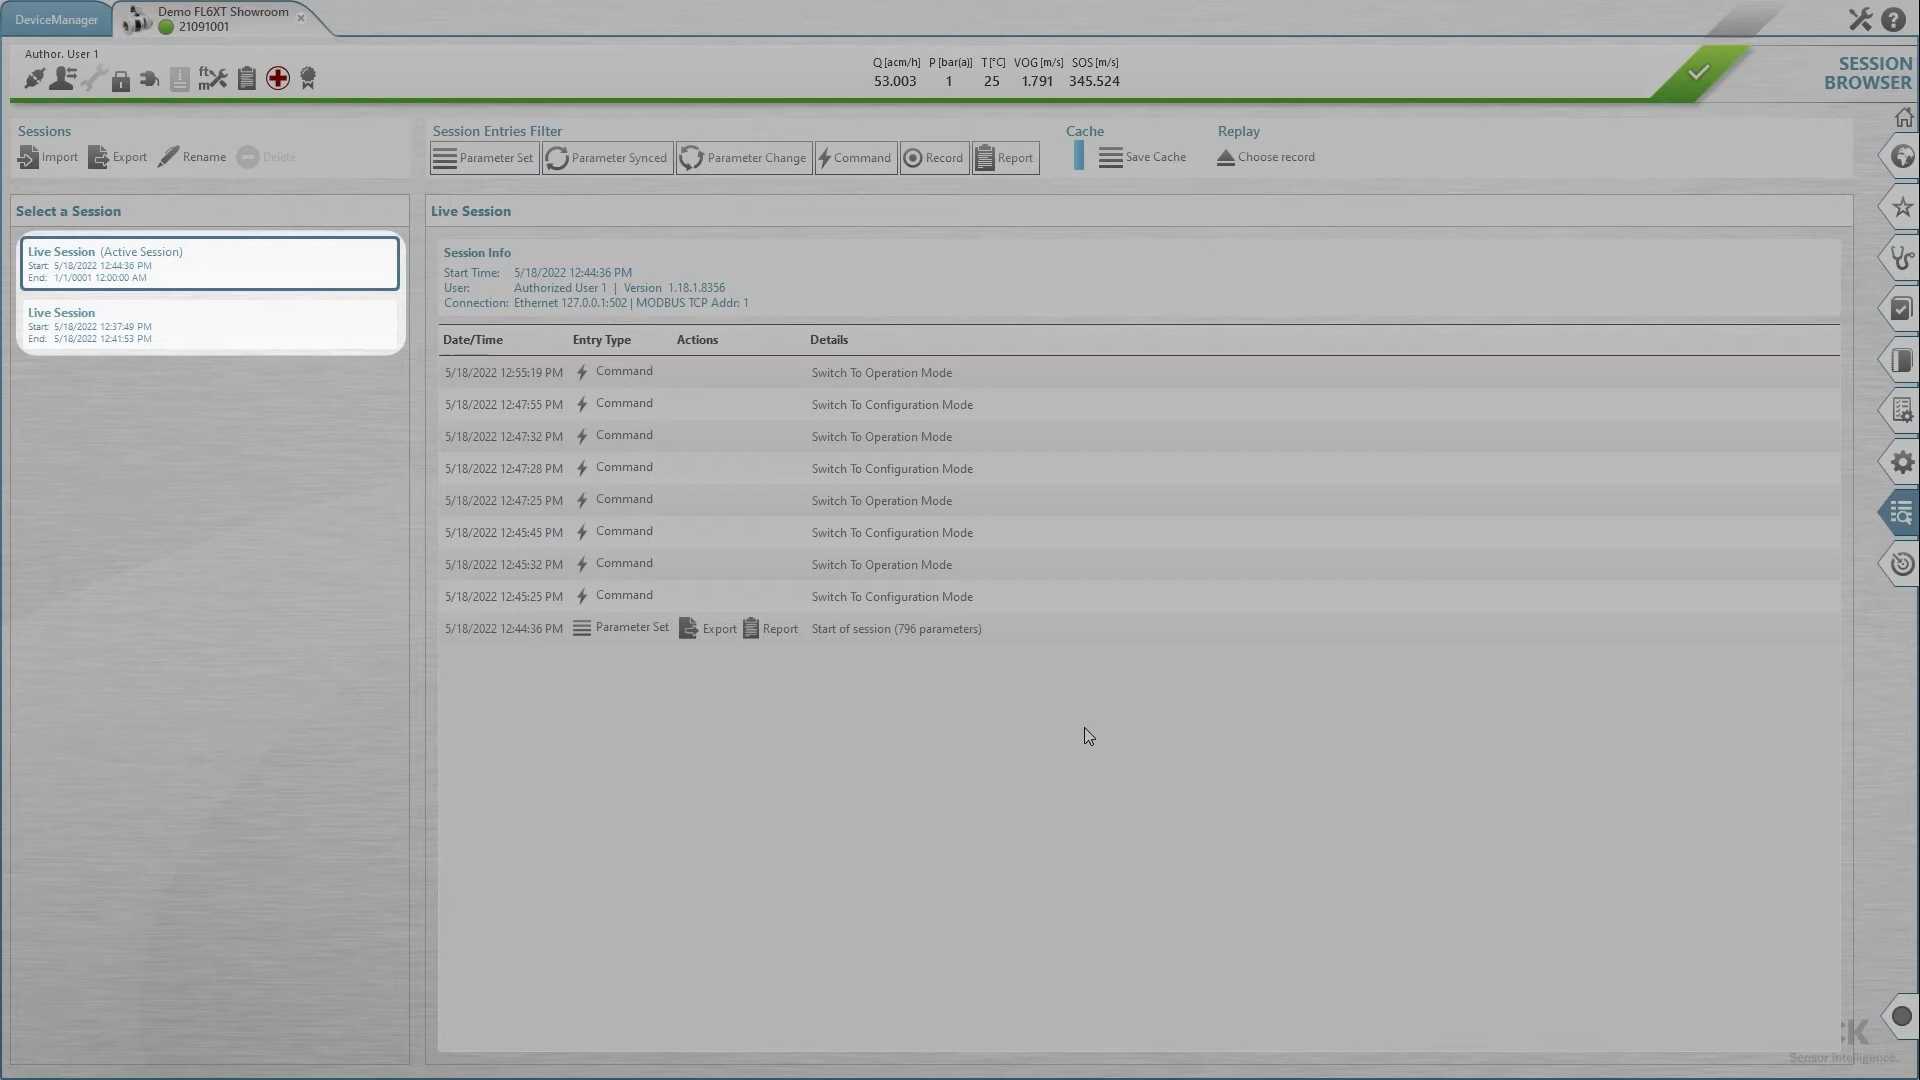 DeviceManager
Demo FL6XT Showroom
21091001
Author. User 1
Q [acm/h] P [bar(a)] T [°C] VOG [m/s] SOS [m/s]
53.003 1 25 1.791 345.524
SESSION
BROWSER
Sessions
Import Export Rename Delete
Session Entries Filter
Parameter Set Parameter Synced Parameter Change Command Record Report
Cache
Save Cache
Replay
Choose record
Select a Session
Live Session (Active Session)
Start: 5/18/2022 12:44:36 PM
End: 1/1/0001 12:00:00 AM
Live Session
Start: 5/18/2022 12:37:49 PM
End: 5/18/2022 12:41:53 PM
Live Session
Session Info
Start Time: 5/18/2022 12:44:36 PM
User: Authorized User 1 | Version 1.18.1.8356
Connection: Ethernet 127.0.0.1:502 | MODBUS TCP Addr: 1
Date/Time Entry Type Actions Details
5/18/2022 12:55:19 PM Command Switch To Operation Mode
5/18/2022 12:47:55 PM Command Switch To Configuration Mode
5/18/2022 12:47:32 PM Command Switch To Operation Mode
5/18/2022 12:47:28 PM Command Switch To Configuration Mode
5/18/2022 12:47:25 PM Command Switch To Operation Mode
5/18/2022 12:45:45 PM Command Switch To Configuration Mode
5/18/2022 12:45:32 PM Command Switch To Operation Mode
5/18/2022 12:45:25 PM Command Switch To Configuration Mode
5/18/2022 12:44:36 PM Parameter Set Export Report Start of session (796 parameters)
CK
Sensor Intelligence.